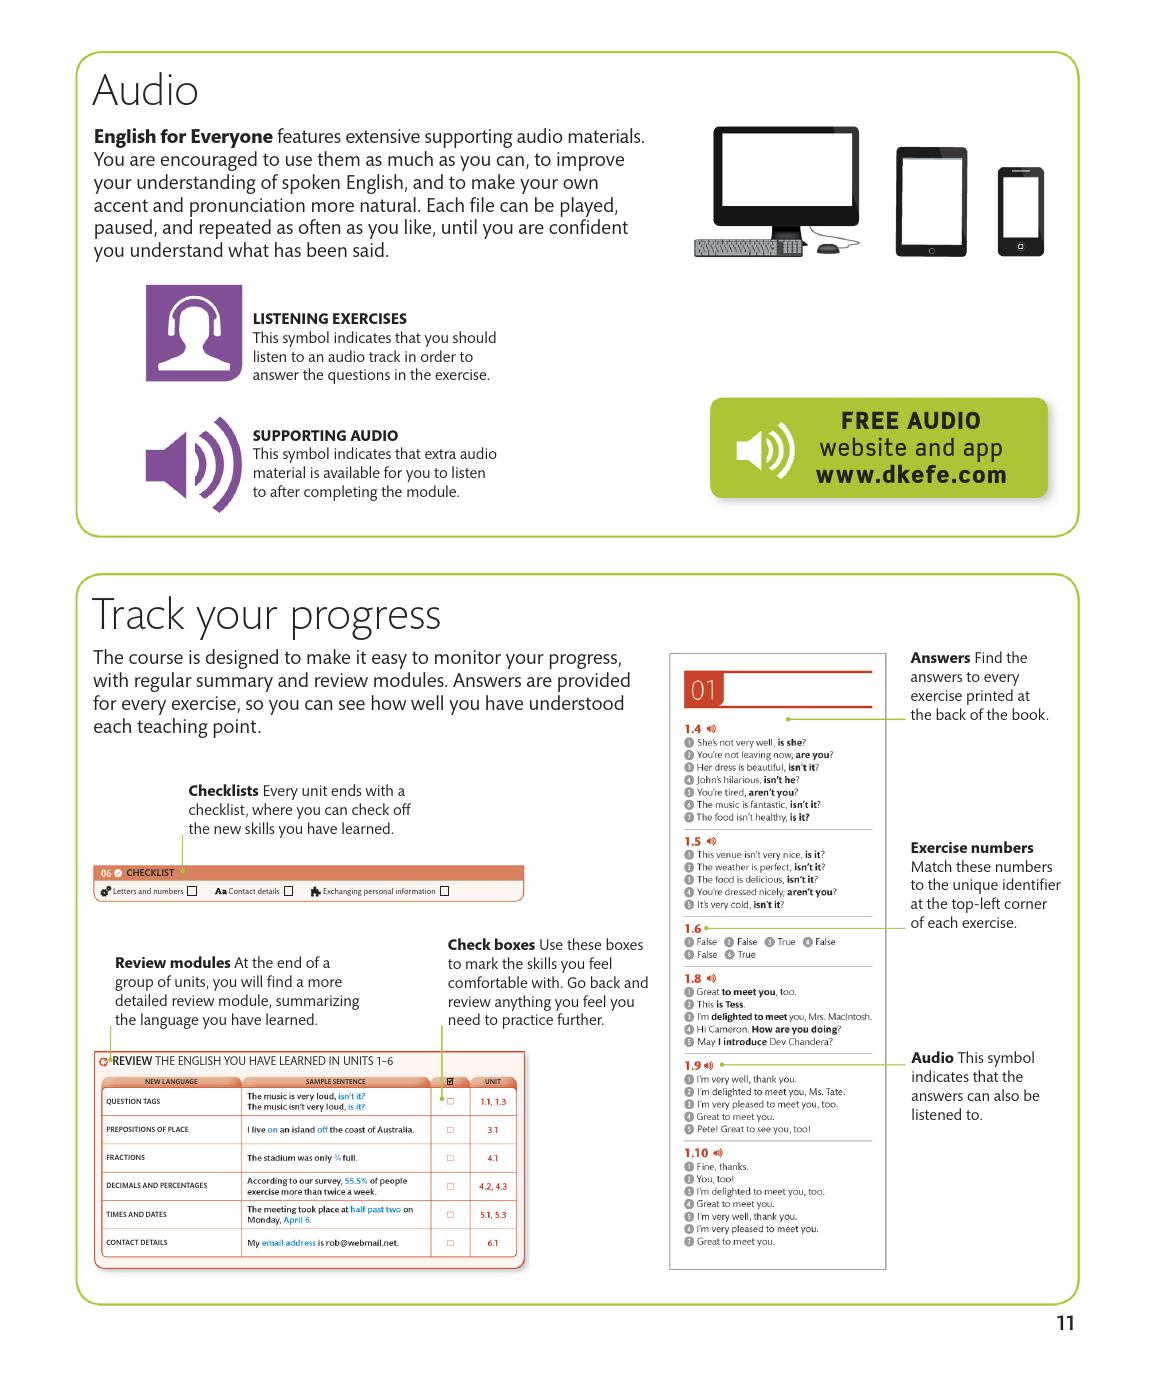 Audio
English for Everyone features extensive supporting audio materials.
You are encouraged to use them as much as you can, to improve
your understanding of spoken English, and to make your own
accent and pronunciation more natural. Each file can be played,
paused, and repeated as often as you like, until you are confident
you understand what has been said.
LISTENING EXERCISES
This symbol indicates that you should
listen to an audio track in order to
answer the questions in the exercise.
SUPPORTING AUDIO
This symbol indicates that extra audio
material is available for you to listen
to after completing the module.
FREE AUDIO
website and app
www.dkefe.com
Track your progress
The course is designed to make it easy to monitor your progress,
with regular summary and review modules. Answers are provided
for every exercise, so you can see how well you have understood
each teaching point.
Checklists Every unit ends with a
checklist, where you can check off
the new skills you have learned.
06 CHECKLIST
Letters and numbers Aa Contact details Exchanging personal information
Review modules At the end of a
group of units, you will find a more
detailed review module, summarizing
the language you have learned.
Check boxes Use these boxes
to mark the skills you feel
comfortable with. Go back and
review anything you feel you
need to practice further.
REVIEW THE ENGLISH YOU HAVE LEARNED IN UNITS 1–6
NEW LANGUAGE SAMPLE SENTENCE UNIT
QUESTION TAGS The music is very loud, isn't it?
The music isn't very loud, is it? 1.1, 1.3
PREPOSITIONS OF PLACE I live on an island off the coast of Australia. 3.1
FRACTIONS The stadium was only ¾ full. 4.1
DECIMALS AND PERCENTAGES According to our survey, 55.5% of people
exercise more than twice a week. 4.2, 4.3
TIMES AND DATES The meeting took place at half past two on
Monday, April 6. 5.1, 5.3
CONTACT DETAILS My email address is rob@webmail.net. 6.1
01
1.4
1 She's not very well, is she?
2 You're not leaving now, are you?
3 Her dress is beautiful, isn't it?
4 John's hilarious, isn't he?
5 You're tired, aren't you?
6 The music is fantastic, isn't it?
7 The food isn't healthy, is it?
1.5
1 This venue isn't very nice, is it?
2 The weather is perfect, isn't it?
3 The food is delicious, isn't it?
4 You're dressed nicely, aren't you?
5 It's very cold, isn't it?
1.6
1 False 2 False 3 True 4 False
5 False 6 True
1.8
1 Great to meet you, too.
2 This is Tess.
3 I'm delighted to meet you, Mrs. MacIntosh.
4 Hi Cameron. How are you doing?
5 May I introduce Dev Chandera?
1.9
1 I'm very well, thank you.
2 I'm delighted to meet you, Ms. Tate.
3 I'm very pleased to meet you, too.
4 Great to meet you.
5 Pete! Great to see you, too!
1.10
1 Fine, thanks.
2 You, too!
3 I'm delighted to meet you, too.
4 Great to meet you.
5 I'm very well, thank you.
6 I'm very pleased to meet you.
7 Great to meet you.
Answers Find the
answers to every
exercise printed at
the back of the book.
Exercise numbers
Match these numbers
to the unique identifier
at the top-left corner
of each exercise.
Audio This symbol
indicates that the
answers can also be
listened to.
11